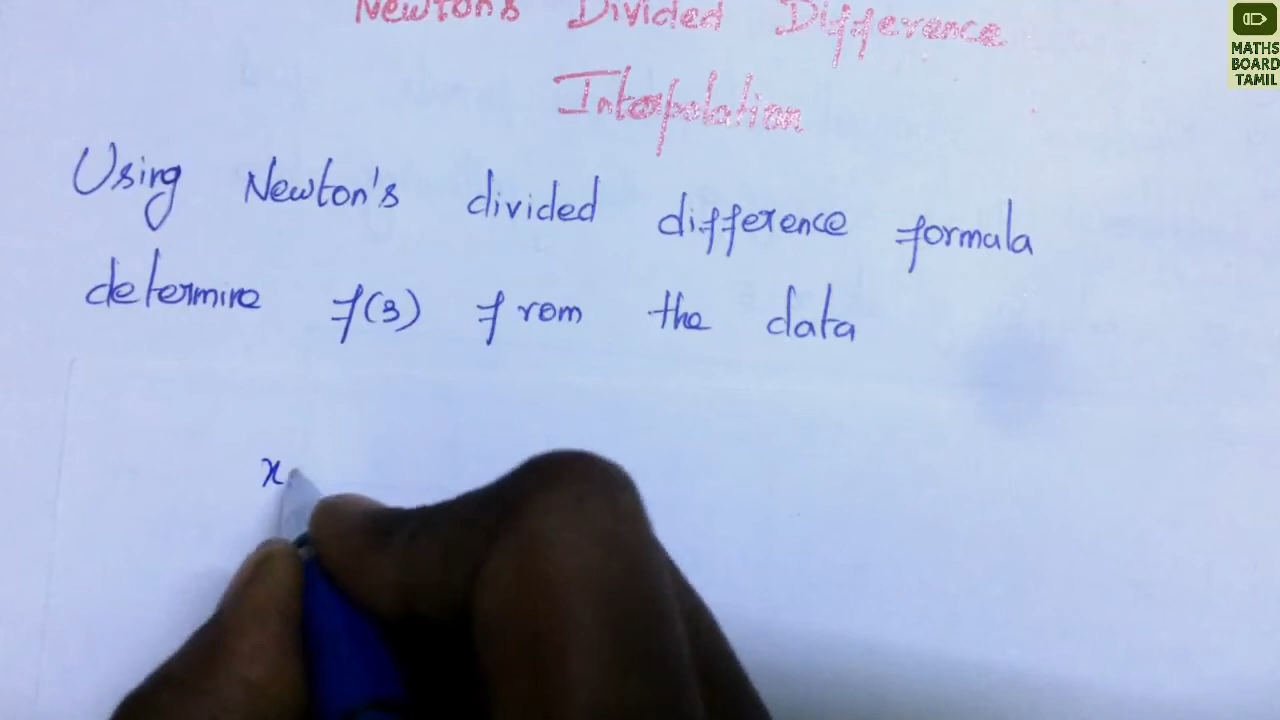 Newton's Divided Difference
Interpolation
Using Newton's divided difference formula
determine f(3) from the data
x
MATHS
BOARD
TAMIL